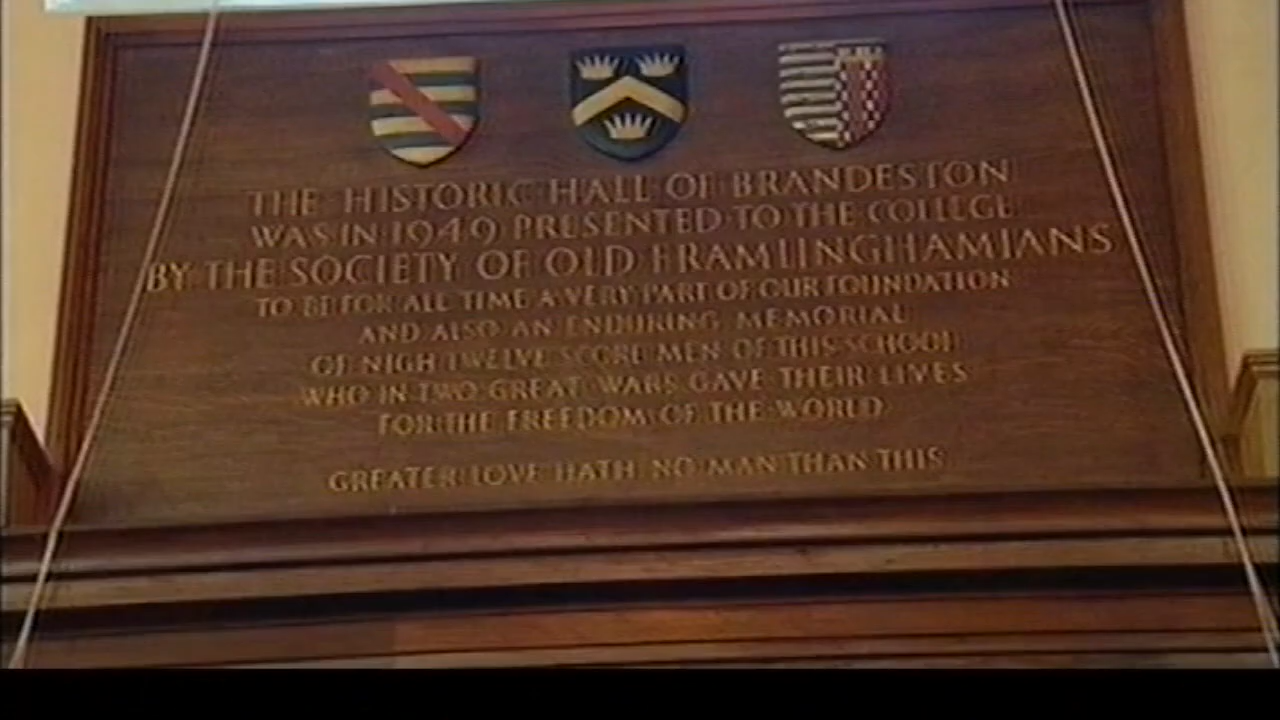 THE HISTORIC HALL OF BRANDESTON
WAS IN 1949 PRESENTED TO THE COLLEGE
BY THE SOCIETY OF OLD FRAMLINGHAMIANS
TO BE FOR ALL TIME A VERY PART OF OUR FOUNDATION
AND ALSO AN ENDURING MEMORIAL
OF NIGH TWELVE SCORE MEN OF THIS SCHOOL
WHO IN TWO GREAT WARS GAVE THEIR LIVES
FOR THE FREEDOM OF THE WORLD
GREATER LOVE HATH NO MAN THAN THIS